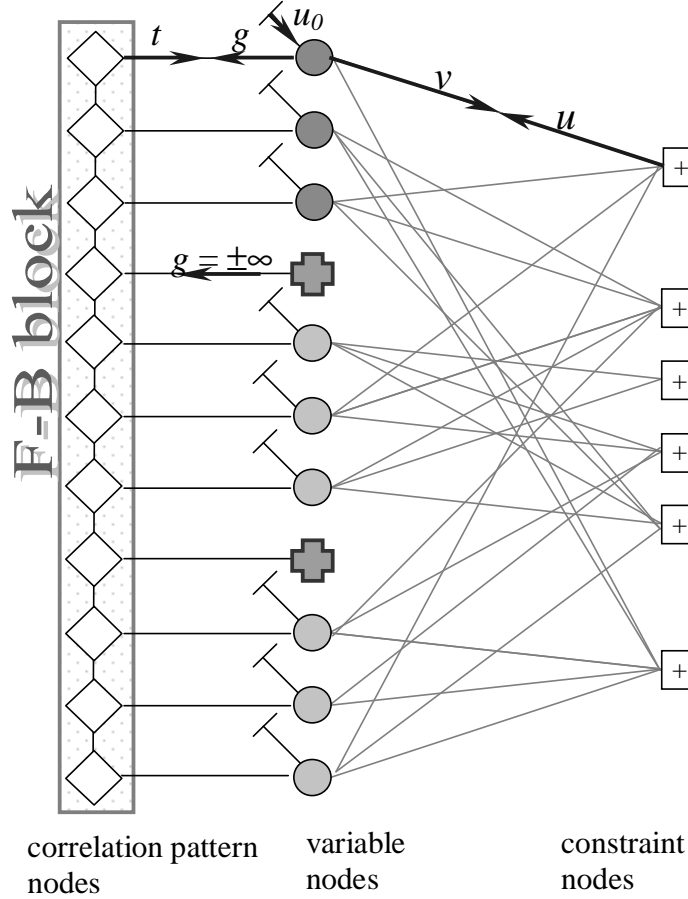 t
g
u0
v
u
+
F-B block
g = ±∞
+
+
+
+
+
correlation pattern
nodes
variable
nodes
constraint
nodes